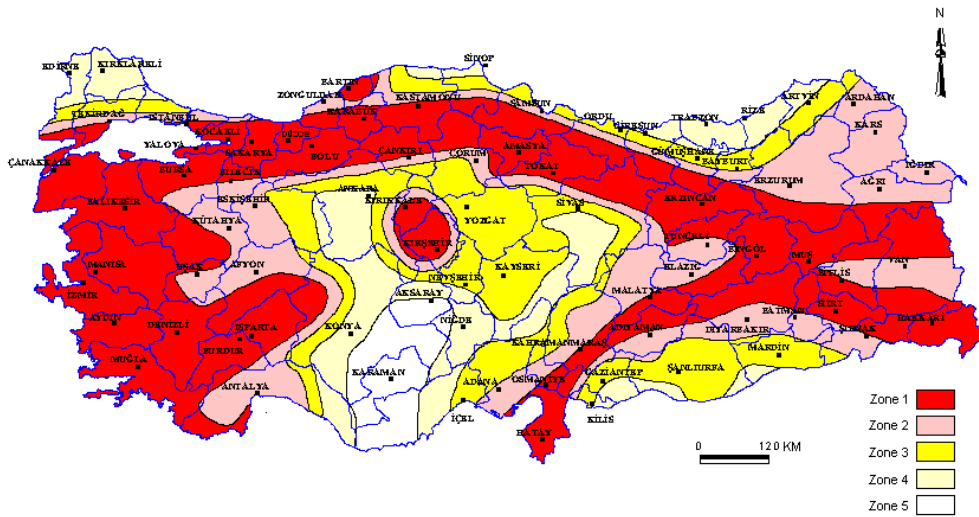 N
SİNOP
EDİRNE
KIRKLARELİ
BARTIN
ZONGULDAK
KASTAMONU
ARTVİN
TEKİRDAĞ
İSTANBUL
KARABUK
SAMSUN
RİZE
ARDAHAN
KOCAELİ
DÜZCE
ORDU
GİRESUN
TRABZON
KARS
YALOVA
SAKARYA
BOLU
ÇANKIRI
ÇORUM
AMASYA
GÜMÜŞHANE
BAYBURT
ÇANAKKALE
BURSA
BİLECİK
TOKAT
ERZURUM
IĞDIR
AĞRI
ANKARA
KIRIKKALE
BALIKESİR
ESKİŞEHİR
SİVAS
ERZİNCAN
KÜTAHYA
YOZGAT
TUNCELİ
BİNGÖL
KIRŞEHİR
MUŞ
VAN
MANİSA
UŞAK
AFYON
NEVŞEHİR
KAYSERİ
ELAZIĞ
BİTLİS
İZMİR
AKSARAY
MALATYA
SİİRT
AYDIN
DENİZLİ
ISPARTA
KONYA
NİĞDE
ADIYAMAN
DİYARBAKIR
BATMAN
ŞIRNAK
HAKKARİ
BURDUR
KAHRAMANMARAŞ
MARDİN
MUĞLA
KARAMAN
ADANA
OSMANİYE
GAZİANTEP
ŞANLIURFA
ANTALYA
İÇEL
KİLİS
HATAY
0 120 KM
Zone 1
Zone 2
Zone 3
Zone 4
Zone 5